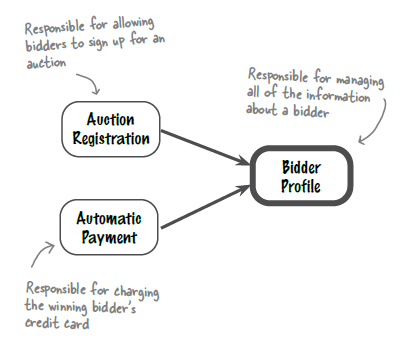 Responsible for allowing
bidders to sign up for an
auction
Auction
Registration
Responsible for managing
all of the information
about a bidder
Bidder
Profile
Automatic
Payment
Responsible for charging
the winning bidder's
credit card